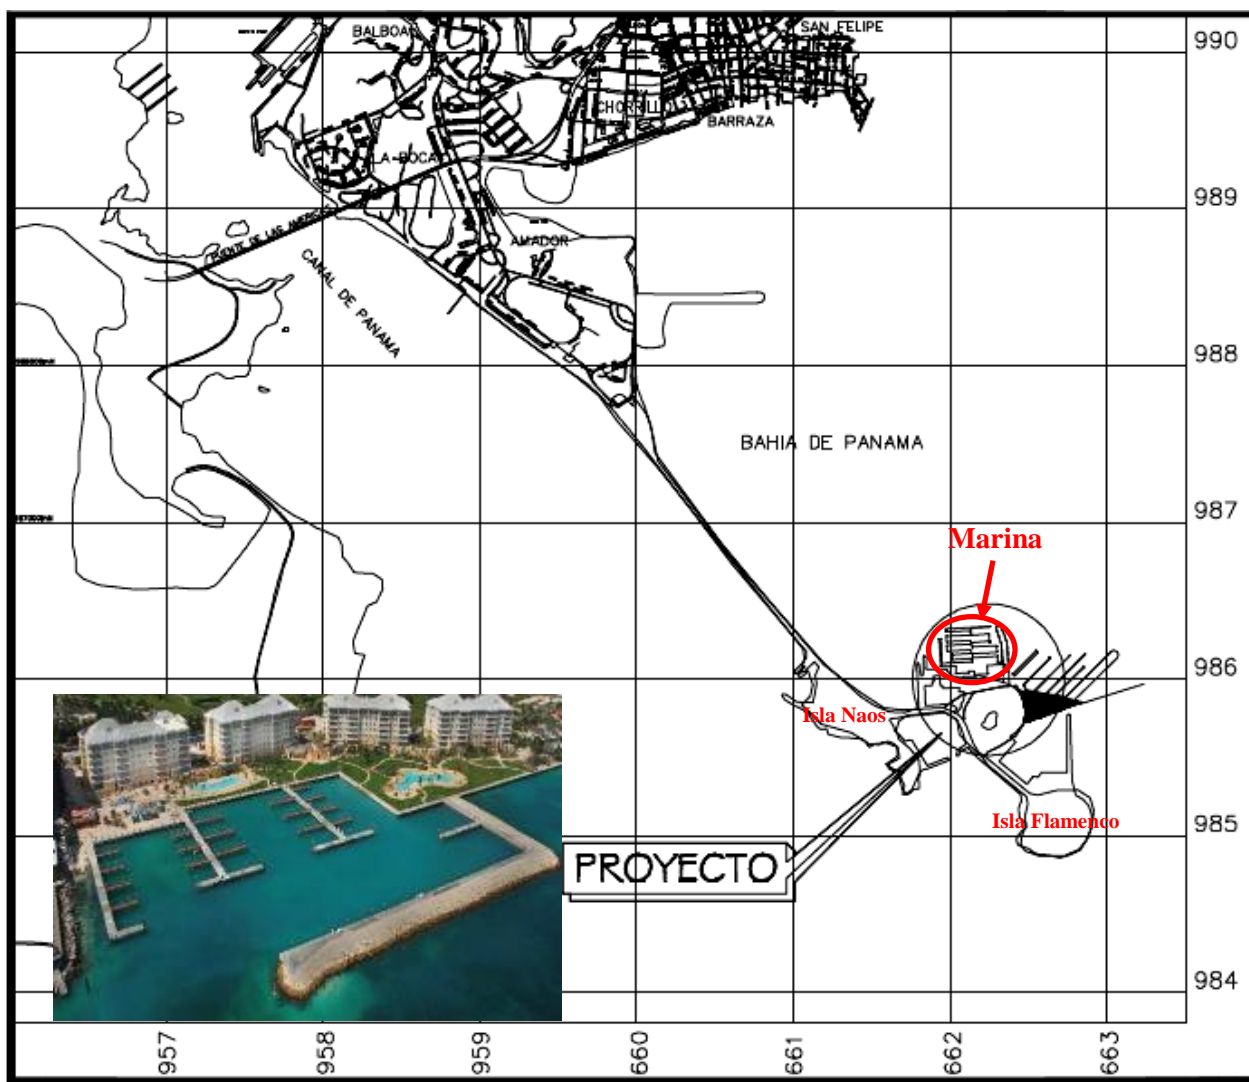 BALBOA
SAN FELIPE
990
CHORRILLO
BARRAZA
LA-BOCA
989
PUENTE DE LAS AMERICAS
AMADOR
CANAL DE PANAMA
988
BAHIA DE PANAMA
987
Marina
986
Isla Naos
Isla Flamenco
985
PROYECTO
984
957
958
959
660
661
662
663